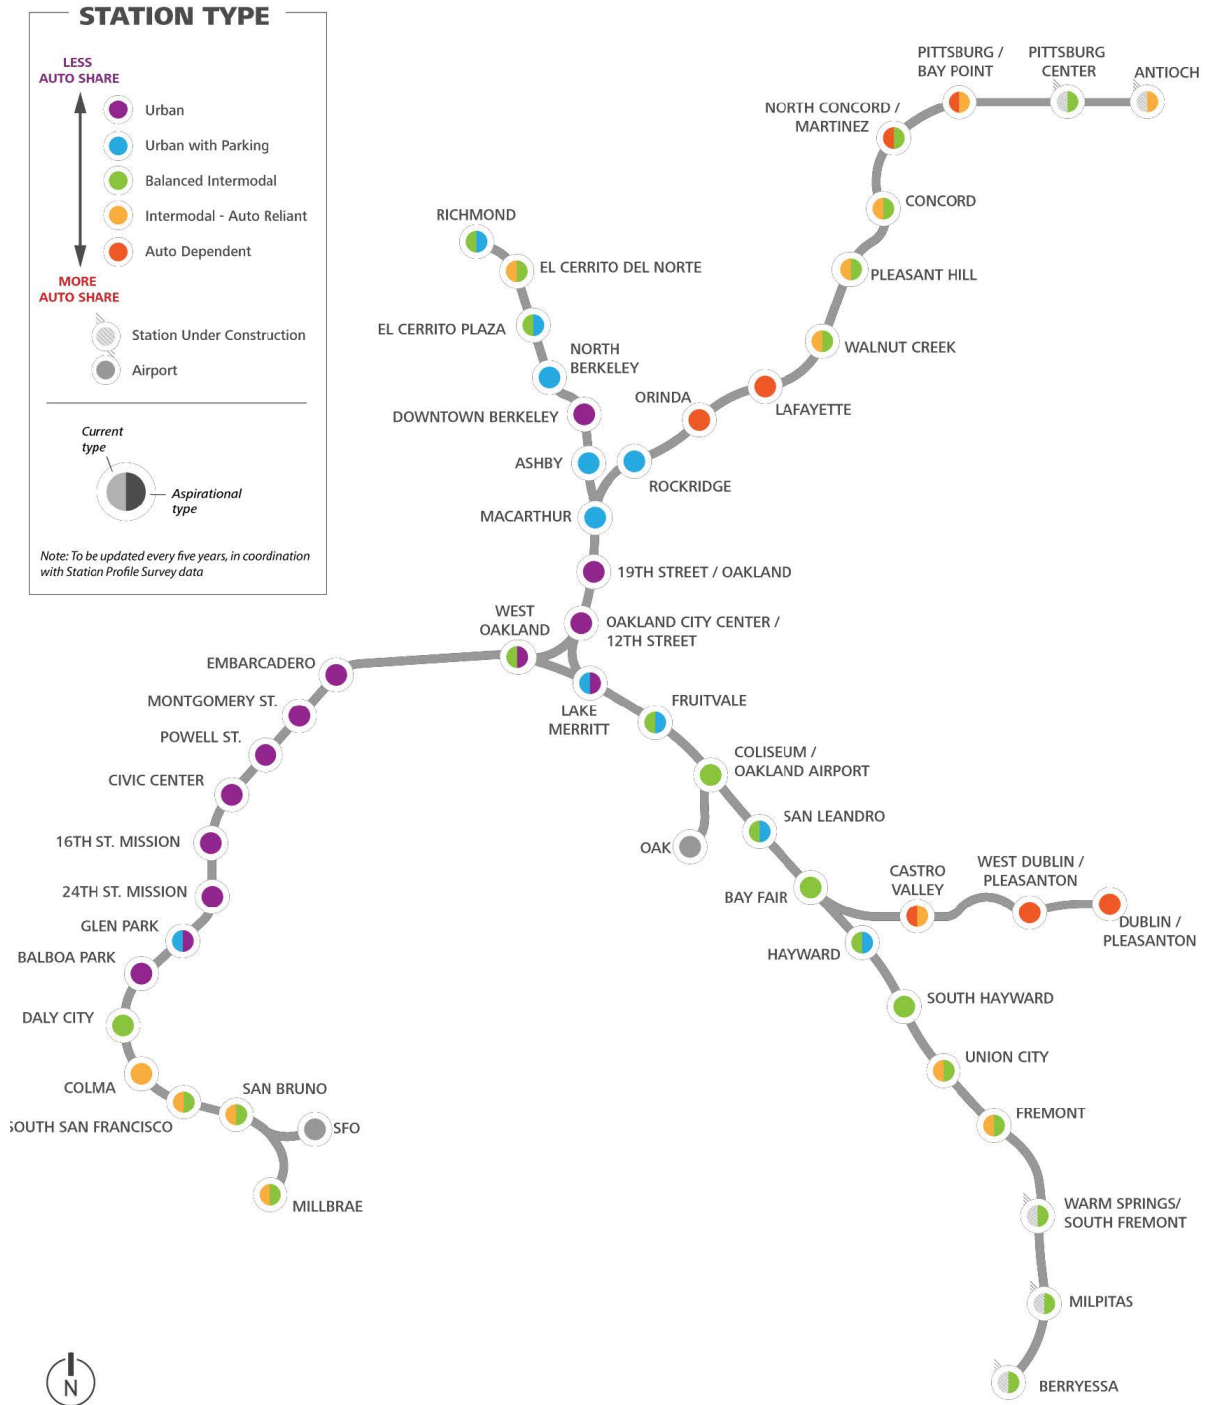 STATION TYPE
LESS
AUTO SHARE
Urban
Urban with Parking
Balanced Intermodal
Intermodal - Auto Reliant
Auto Dependent
MORE
AUTO SHARE
Station Under Construction
Airport
Current
type
Aspirational
type
Note: To be updated every five years, in coordination
with Station Profile Survey data
PITTSBURG /
BAY POINT
PITTSBURG
CENTER
ANTIOCH
NORTH CONCORD /
MARTINEZ
CONCORD
PLEASANT HILL
WALNUT CREEK
LAFAYETTE
ORINDA
ROCKRIDGE
RICHMOND
EL CERRITO DEL NORTE
EL CERRITO PLAZA
NORTH
BERKELEY
DOWNTOWN BERKELEY
ASHBY
MACARTHUR
19TH STREET / OAKLAND
OAKLAND CITY CENTER /
12TH STREET
WEST
OAKLAND
LAKE
MERRITT
EMBARCADERO
MONTGOMERY ST.
POWELL ST.
CIVIC CENTER
16TH ST. MISSION
24TH ST. MISSION
GLEN PARK
BALBOA PARK
DALY CITY
COLMA
SOUTH SAN FRANCISCO
SAN BRUNO
SFO
MILLBRAE
FRUITVALE
COLISEUM /
OAKLAND AIRPORT
OAK
SAN LEANDRO
BAY FAIR
CASTRO
VALLEY
WEST DUBLIN /
PLEASANTON
DUBLIN /
PLEASANTON
HAYWARD
SOUTH HAYWARD
UNION CITY
FREMONT
WARM SPRINGS/
SOUTH FREMONT
MILPITAS
BERRYESSA
N